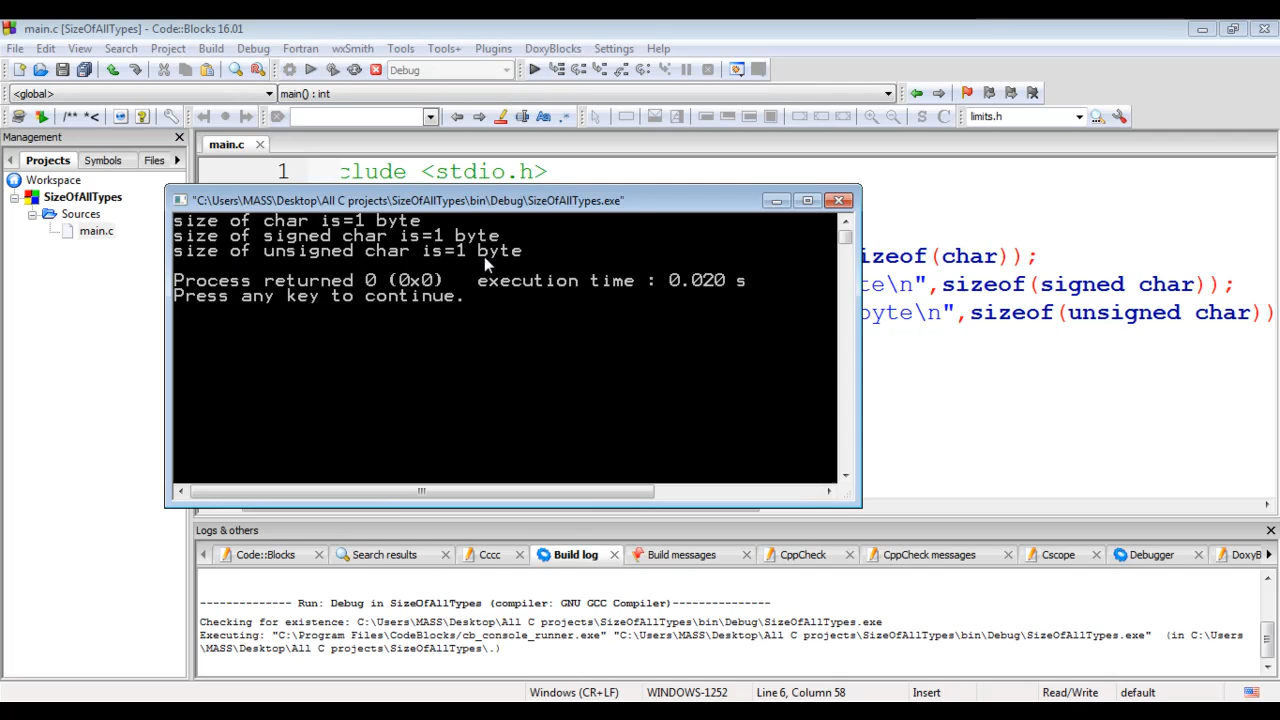 main.c [SizeOfAllTypes] - Code::Blocks 16.01
File Edit View Search Project Build Debug Fortran wxSmith Tools Tools+ Plugins DoxyBlocks Settings Help
Debug
<global> main() : int
/** *< limits.h
Management
Projects Symbols Files
Workspace
SizeOfAllTypes
Sources
main.c
main.c
1 clude <stdio.h>
"C:\Users\MASS\Desktop\All C projects\SizeOfAllTypes\bin\Debug\SizeOfAllTypes.exe"
size of char is=1 byte
size of signed char is=1 byte
size of unsigned char is=1 byte
Process returned 0 (0x0) execution time : 0.020 s
Press any key to continue.
izeof(char));
te\n",sizeof(signed char));
byte\n",sizeof(unsigned char))
Logs & others
Code::Blocks Search results Cccc Build log Build messages CppCheck CppCheck messages Cscope Debugger DoxyB
-------------- Run: Debug in SizeOfAllTypes (compiler: GNU GCC Compiler)---------------
Checking for existence: C:\Users\MASS\Desktop\All C projects\SizeOfAllTypes\bin\Debug\SizeOfAllTypes.exe
Executing: "C:\Program Files\CodeBlocks/cb_console_runner.exe" "C:\Users\MASS\Desktop\All C projects\SizeOfAllTypes\bin\Debug\SizeOfAllTypes.exe" (in C:\Users
\MASS\Desktop\All C projects\SizeOfAllTypes\.)
Windows (CR+LF) WINDOWS-1252 Line 6, Column 58 Insert Read/Write default